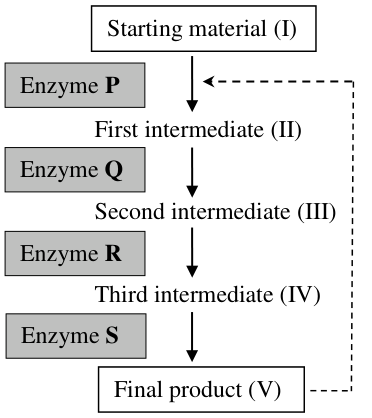 Starting material (I)
Enzyme P
First intermediate (II)
Enzyme Q
Second intermediate (III)
Enzyme R
Third intermediate (IV)
Enzyme S
Final product (V)